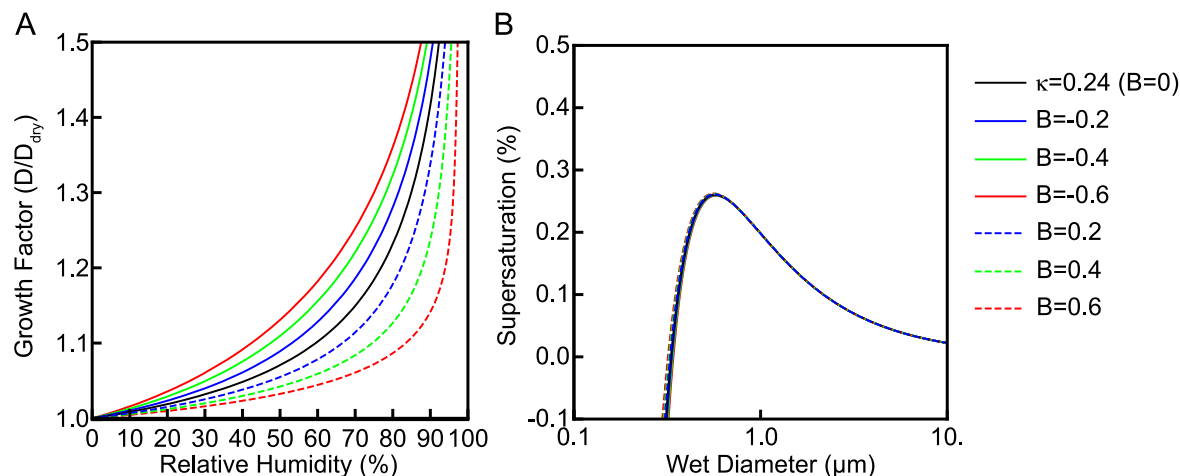 A
1.5
1.4
1.3
1.2
1.1
1.0
Growth Factor (D/D_dry)
0 10 20 30 40 50 60 70 80 90 100
Relative Humidity (%)
B
0.5
0.4
0.3
0.2
0.1
0.0
-0.1
Supersaturation (%)
0.1 1.0 10.
Wet Diameter (μm)
κ=0.24 (B=0)
B=-0.2
B=-0.4
B=-0.6
B=0.2
B=0.4
B=0.6